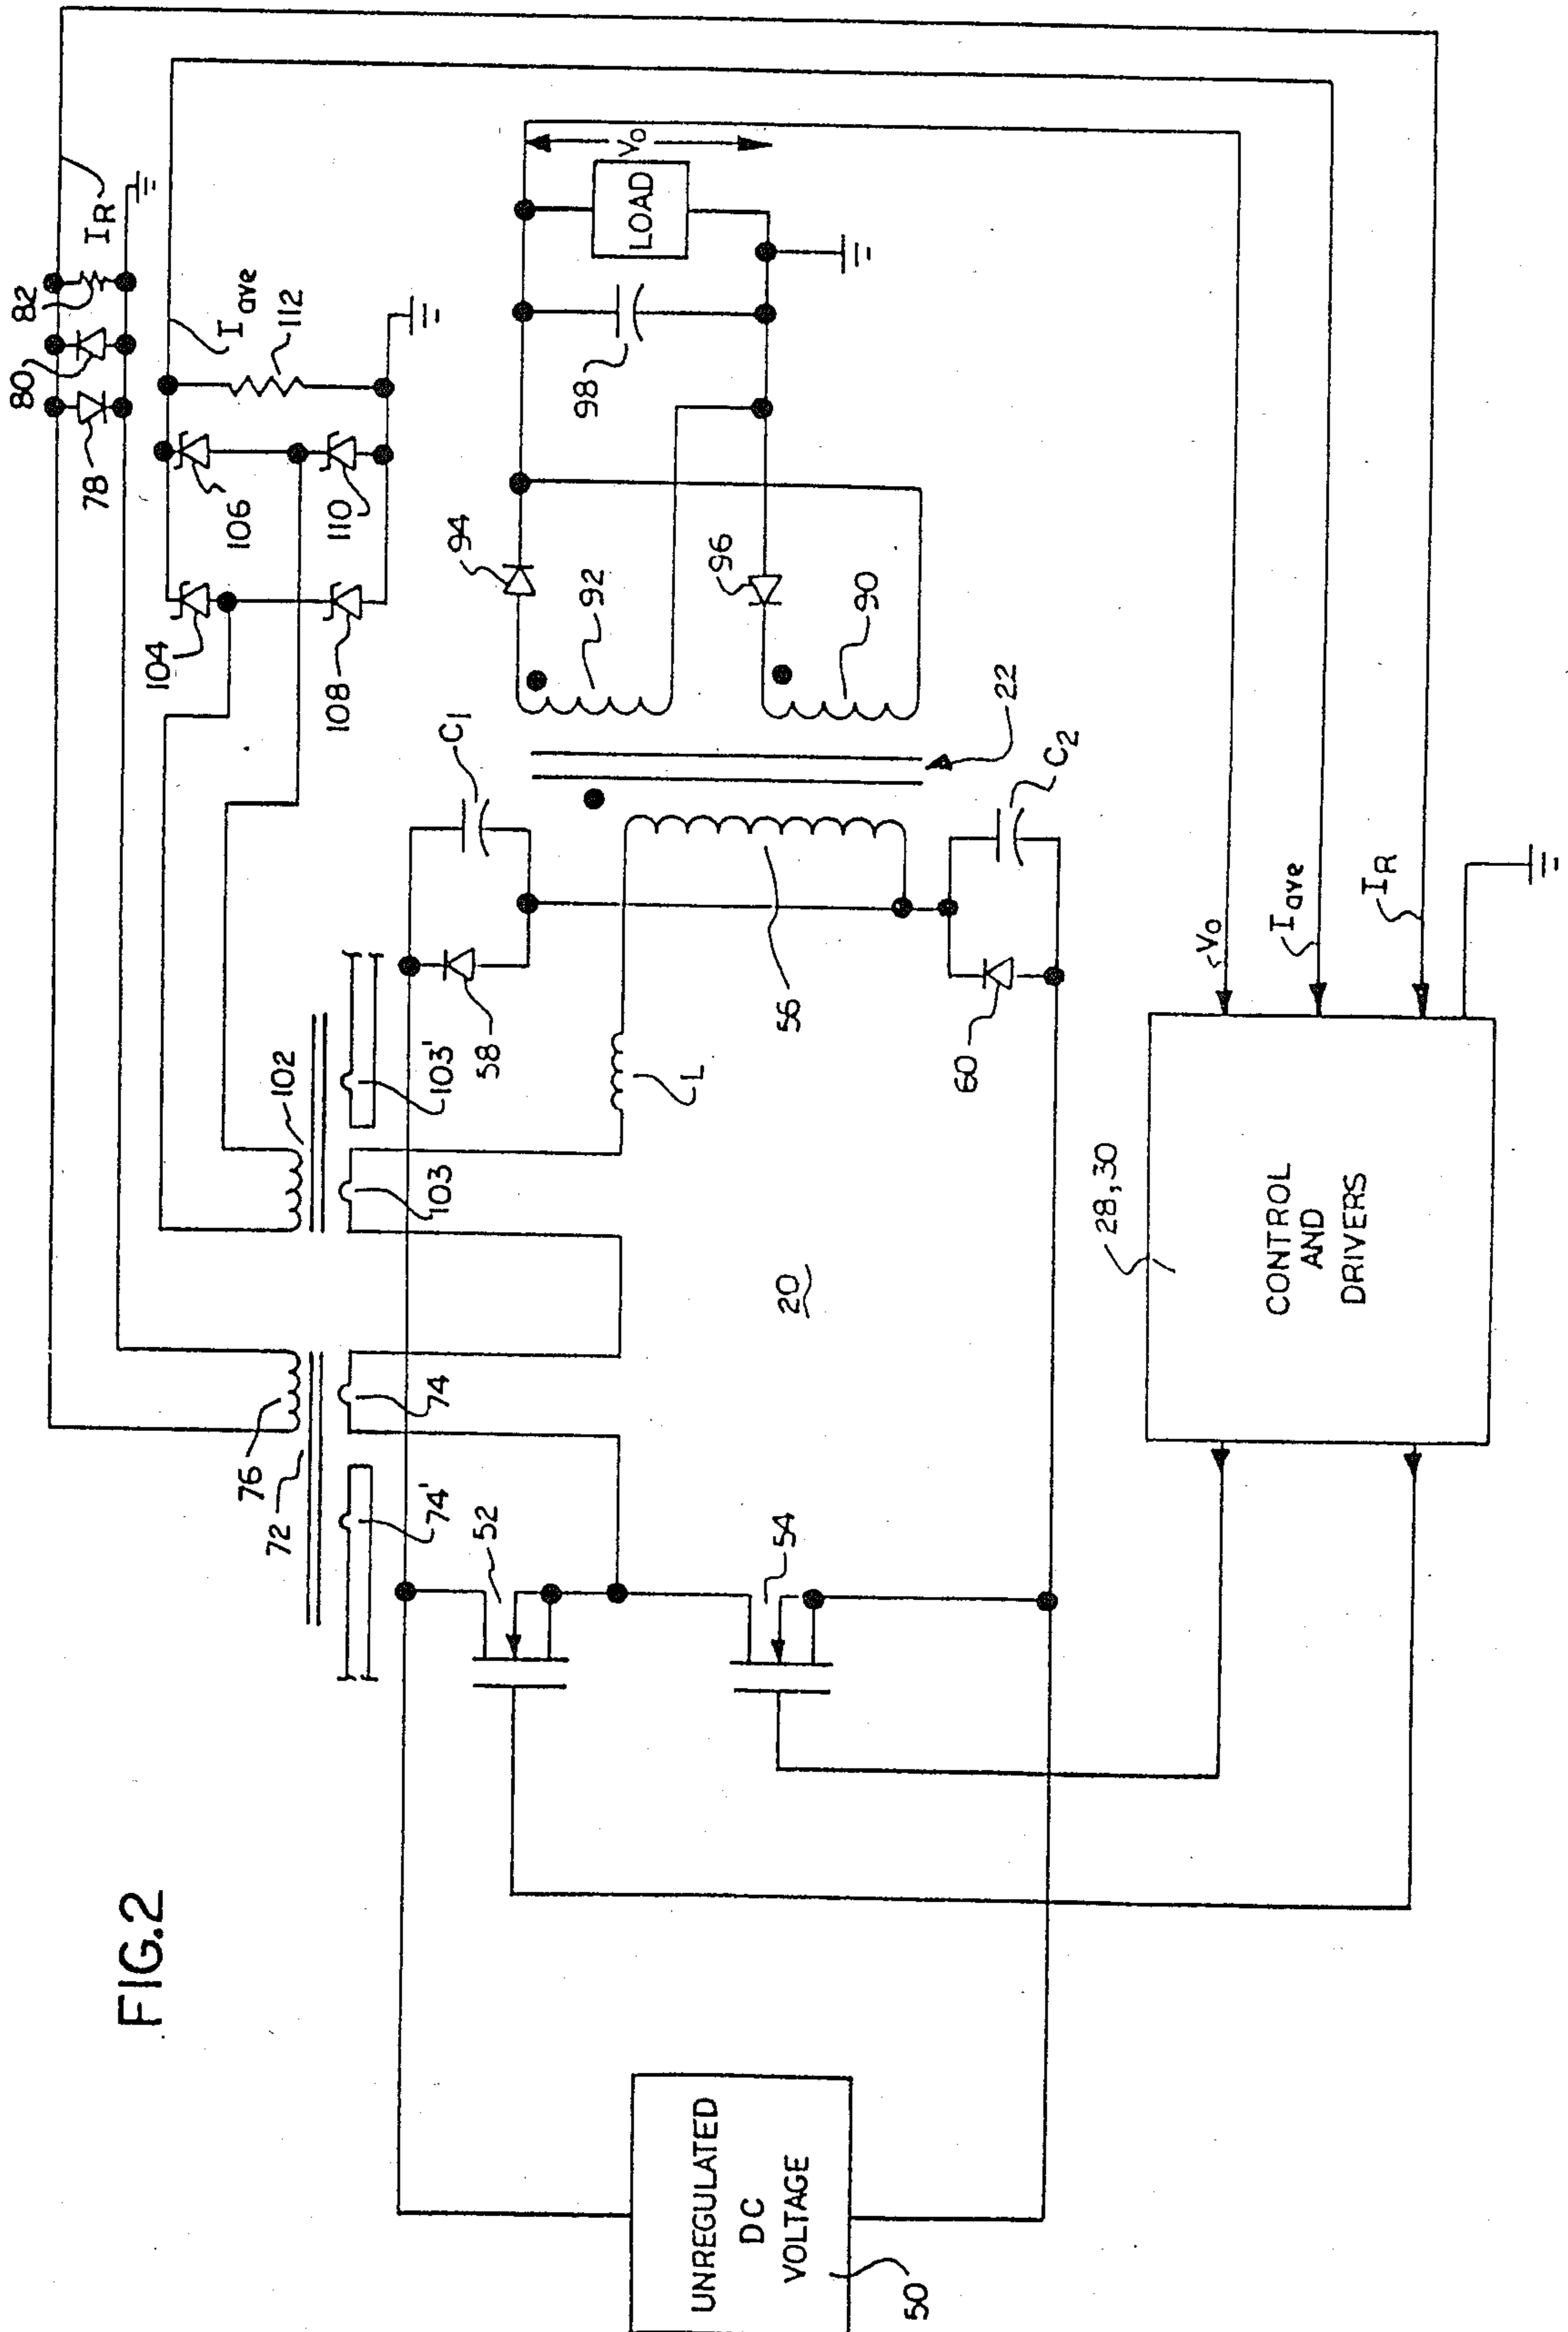 FIG.2
UNREGULATED
DC
VOLTAGE
50
72
76
74'
74
52
54
102
103
103'
20
L
58
C1
56
60
C2
22
104
108
106
110
112
Iave
78
80
82
IR
94
92
96
90
98
LOAD
Vo
28,30
CONTROL
AND
DRIVERS
Vo
Iave
IR